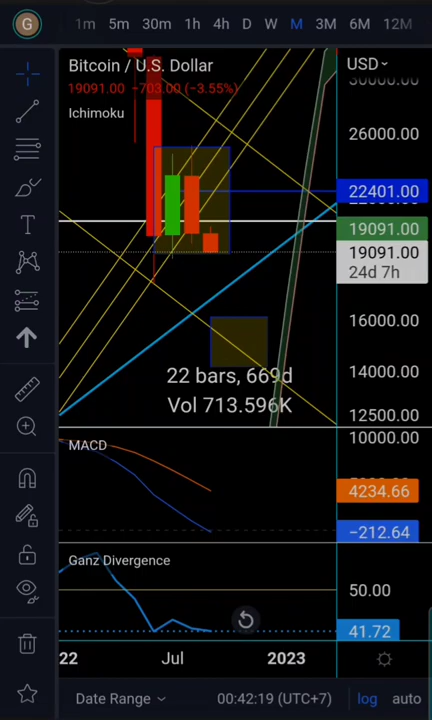 G 1m 5m 30m 1h 4h D W M 3M 6M 12M
Bitcoin / U.S. Dollar
USD
19091.00 −703.00 (−3.55%)
Ichimoku
30000.00
26000.00
22401.00
19091.00
19091.00
24d 7h
16000.00
14000.00
12500.00
22 bars, 669d
Vol 713.596K
MACD
10000.00
4234.66
−212.64
Ganz Divergence
50.00
41.72
22 Jul 2023
Date Range 00:42:19 (UTC+7) log auto